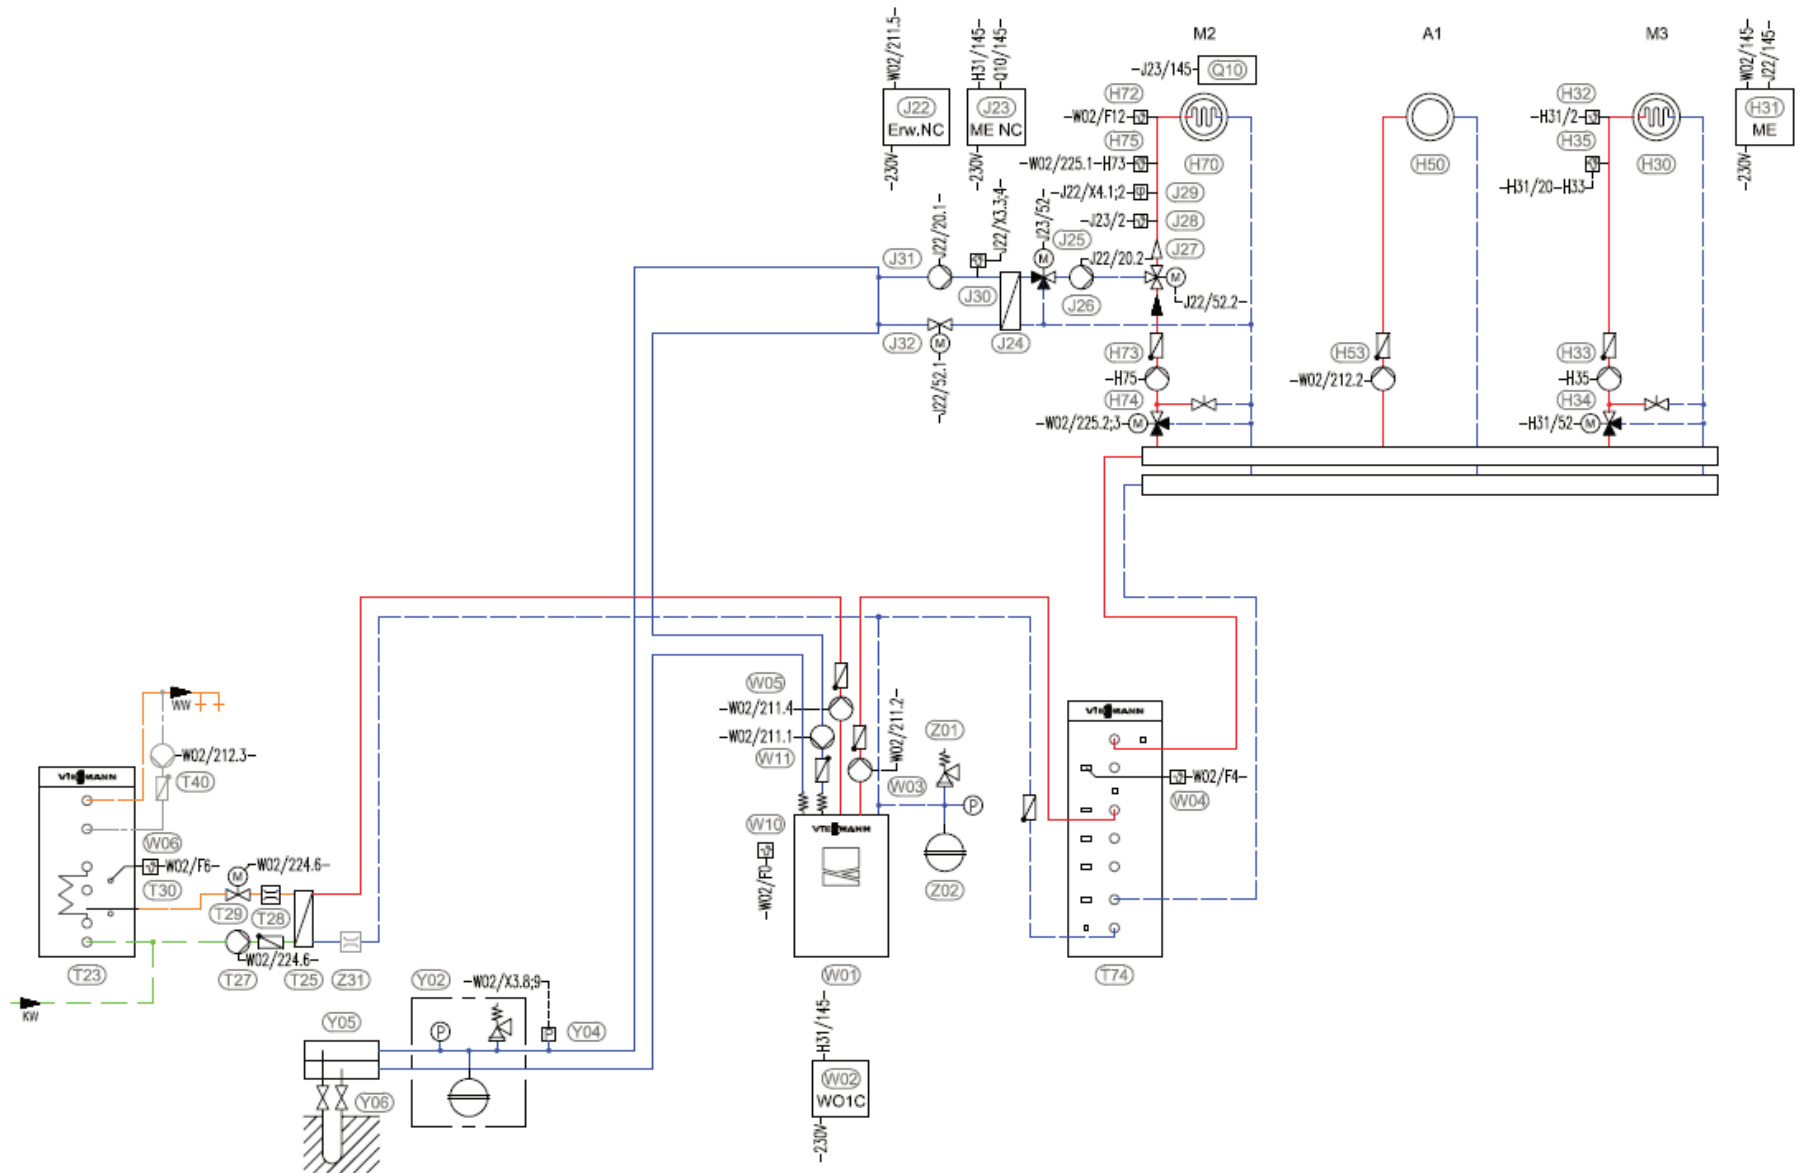 M2
A1
M3
W02/211.5
H31/145
Q10/145
W02/145
J22/145
J23/145
Q10
J22
Erw.NC
J23
ME NC
H31
ME
230V
230V
230V
H72
W02/F12
H75
W02/225.1-H73
H70
J22/X4.1;2
J29
J23/2
J28
J27
H50
H32
H31/2
H35
H30
H31/20-H33
J22/20.1
J22/X3.3;4
J23/52
J25
M
J22/20.2
J31
J30
J26
M
J22/52.2
J32
M
J24
J22/52.1
H73
H75
H74
W02/225.2;3
M
H53
W02/212.2
H33
H35
H34
H31/52
M
WW
W02/212.3
T40
VIESMANN
W06
W02/F6
T30
W02/224.6
M
T29
T28
W02/224.6
T23
T27
T25
Z31
KW
W05
W02/211.4
W02/211.1
W11
W02/211.2
W03
Z01
P
W10
W02/F0
VIESMANN
Z02
W01
VIESMANN
W02/F4
W04
T74
Y02
W02/X3.8;9
P
P
Y04
Y05
Y06
H31/145
W02
WO1C
230V